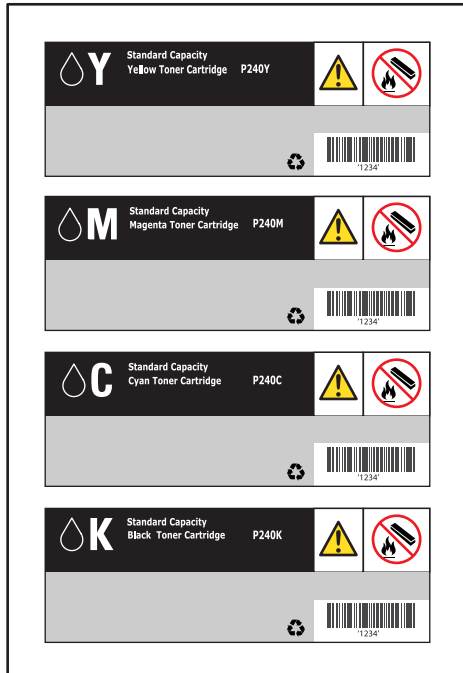 Y
Standard Capacity
Yellow Toner Cartridge P240Y
'1234'
M
Standard Capacity
Magenta Toner Cartridge P240M
'1234'
C
Standard Capacity
Cyan Toner Cartridge P240C
'1234'
K
Standard Capacity
Black Toner Cartridge P240K
'1234'